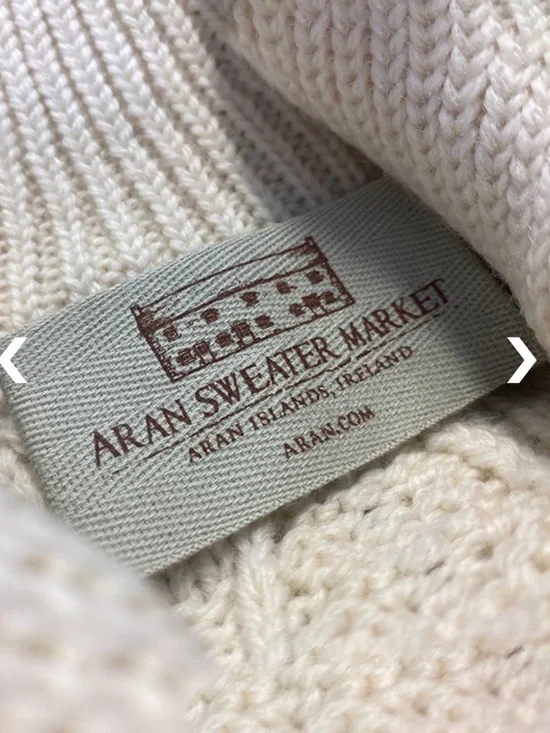 ARAN SWEATER MARKET
ARAN ISLANDS, IRELAND
ARAN.COM